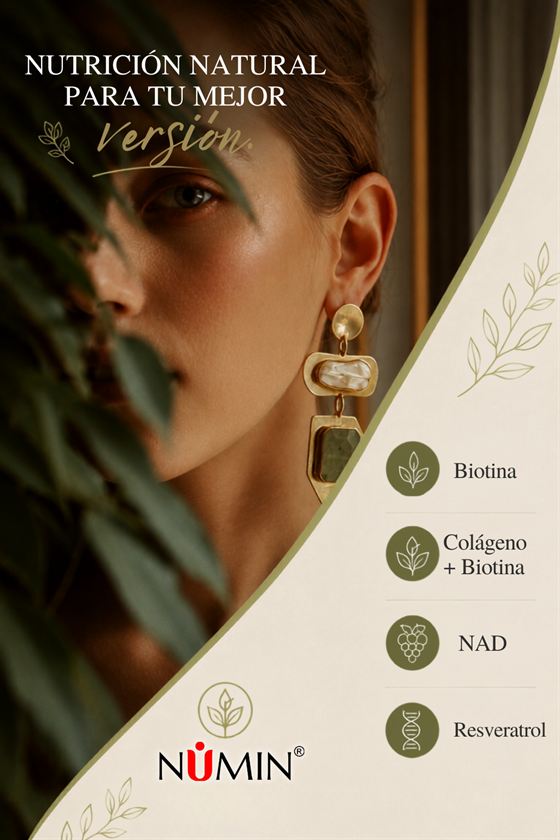 NUTRICIÓN NATURAL
PARA TU MEJOR
versión.
Biotina
Colágeno
+ Biotina
NAD
Resveratrol
NUMIN®